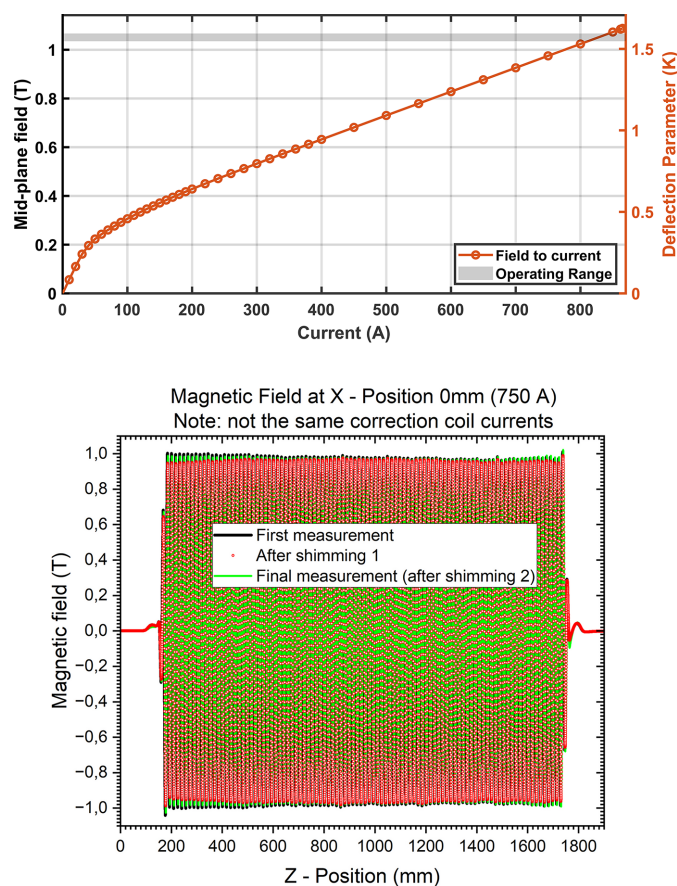 Mid-plane field (T)
1
0.8
0.6
0.4
0.2
0
0 100 200 300 400 500 600 700 800
Current (A)
1.5
1
0.5
0
Deflection Parameter (K)
Field to current
Operating Range
Magnetic Field at X - Position 0mm (750 A)
Note: not the same correction coil currents
Magnetic field (T)
1,0
0,8
0,6
0,4
0,2
0,0
−0,2
−0,4
−0,6
−0,8
−1,0
First measurement
After shimming 1
Final measurement (after shimming 2)
0 200 400 600 800 1000 1200 1400 1600 1800
Z - Position (mm)